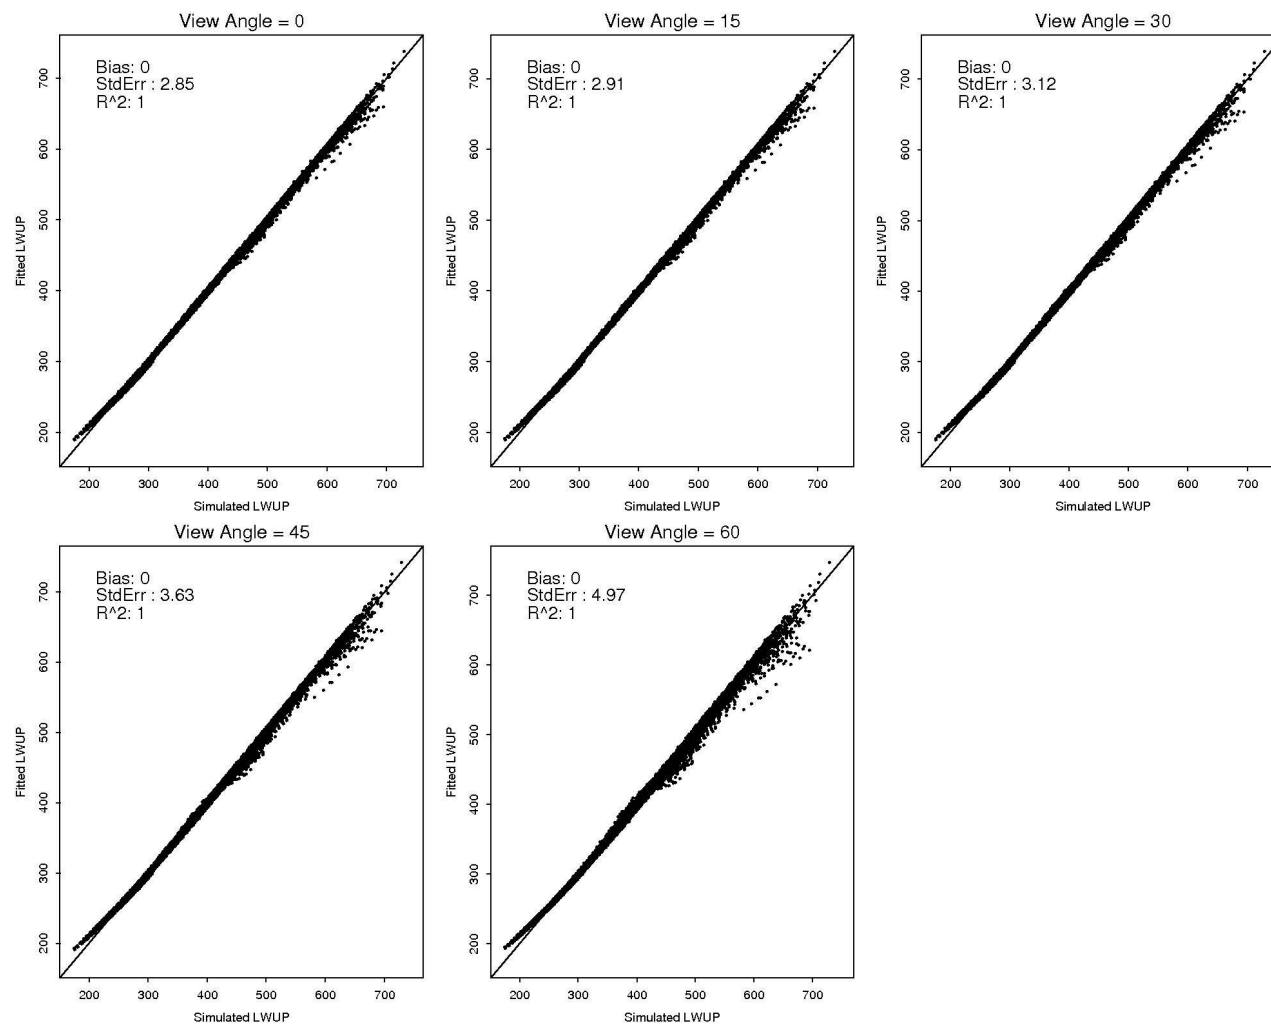 View Angle = 0
Bias: 0
StdErr : 2.85
R^2: 1
Fitted LWUP
200
300
400
500
600
700
200 300 400 500 600 700
Simulated LWUP
View Angle = 15
Bias: 0
StdErr : 2.91
R^2: 1
Fitted LWUP
200
300
400
500
600
700
200 300 400 500 600 700
Simulated LWUP
View Angle = 30
Bias: 0
StdErr : 3.12
R^2: 1
Fitted LWUP
200
300
400
500
600
700
200 300 400 500 600 700
Simulated LWUP
View Angle = 45
Bias: 0
StdErr : 3.63
R^2: 1
Fitted LWUP
200
300
400
500
600
700
200 300 400 500 600 700
Simulated LWUP
View Angle = 60
Bias: 0
StdErr : 4.97
R^2: 1
Fitted LWUP
200
300
400
500
600
700
200 300 400 500 600 700
Simulated LWUP